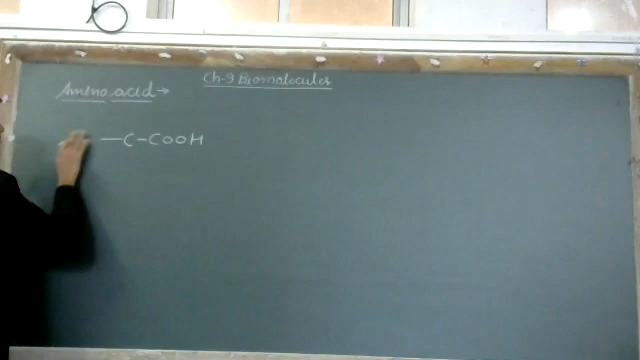 Ch-9 Biomolecules
Amino acid →
—C-COOH